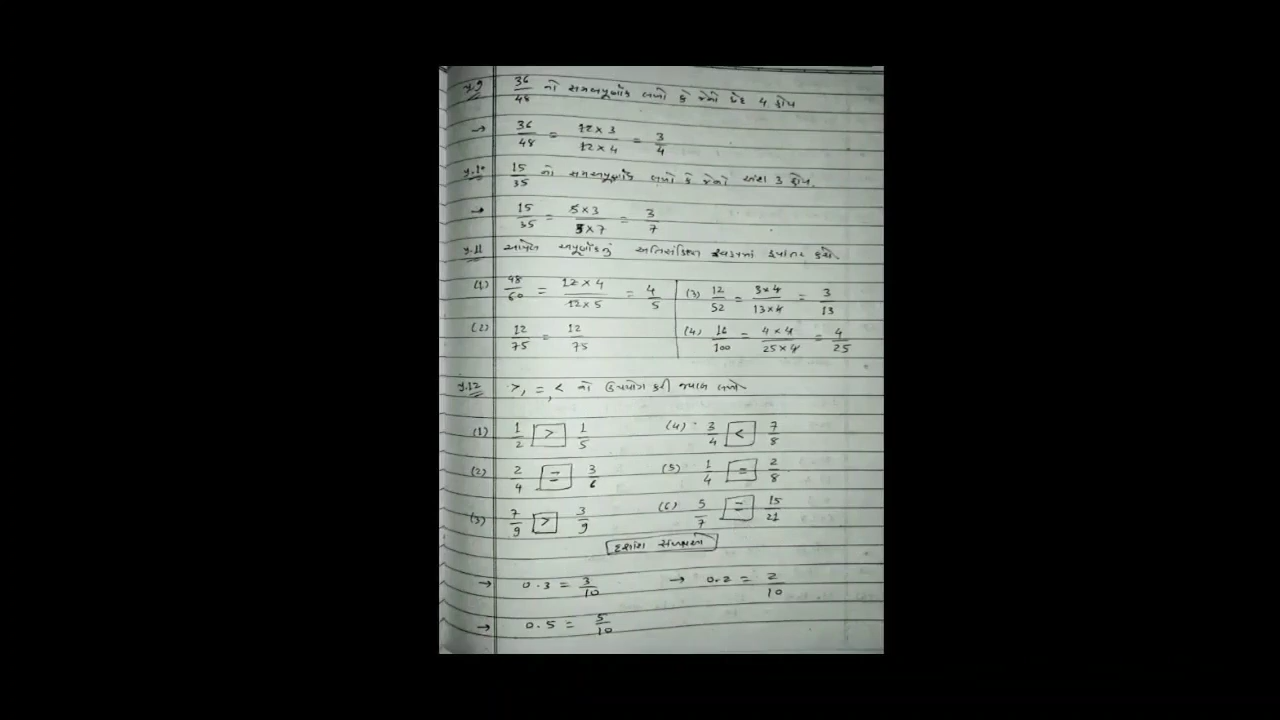 પ્ર.9 36/48 નો સમઅપૂર્ણાંક લખો કે જેનો છેદ 4 હોય
→ 36/48 = 12×3/12×4 = 3/4
પ્ર.10 15/35 નો સમઅપૂર્ણાંક લખો કે જેનો અંશ 3 હોય.
→ 15/35 = 5×3/5×7 = 3/7
પ્ર.11 આપેલ અપૂર્ણાંકનું અતિસંક્ષિપ્ત સ્વરૂપમાં રૂપાંતર કરો.
(1) 48/60 = 12×4/12×5 = 4/5 (3) 12/52 = 3×4/13×4 = 3/13
(2) 12/75 = 12/75 (4) 16/100 = 4×4/25×4 = 4/25
પ્ર.12 >, =, < નો ઉપયોગ કરી જવાબ લખો
(1) 1/2 > 1/5 (4) 3/4 < 7/8
(2) 2/4 = 3/6 (5) 1/4 = 2/8
(3) 7/9 > 3/9 (6) 5/7 = 15/21
દશાંશ સંખ્યાઓ
→ 0.3 = 3/10 → 0.2 = 2/10
→ 0.5 = 5/10